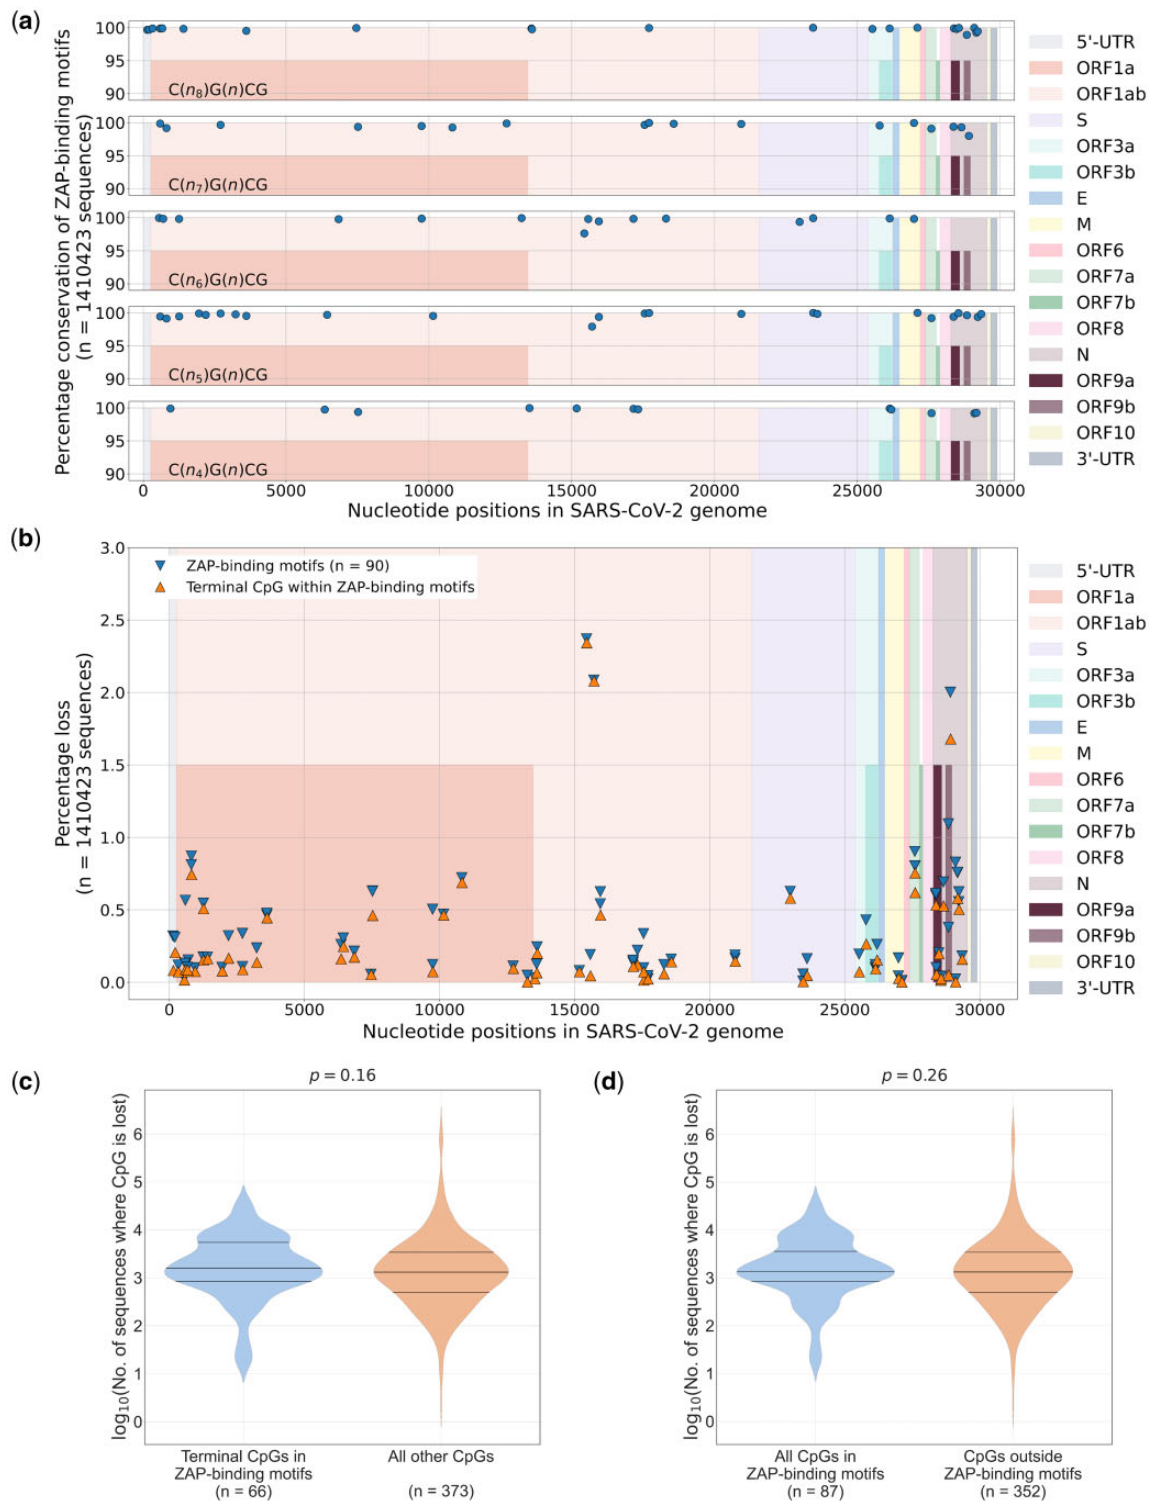 (a)
Percentage conservation of ZAP-binding motifs
(n = 1410423 sequences)
100
95
90
C(n8)G(n)CG
100
95
90
C(n7)G(n)CG
100
95
90
C(n6)G(n)CG
100
95
90
C(n5)G(n)CG
100
95
90
C(n4)G(n)CG
0 5000 10000 15000 20000 25000 30000
Nucleotide positions in SARS-CoV-2 genome
5'-UTR
ORF1a
ORF1ab
S
ORF3a
ORF3b
E
M
ORF6
ORF7a
ORF7b
ORF8
N
ORF9a
ORF9b
ORF10
3'-UTR
(b)
Percentage loss
(n = 1410423 sequences)
3.0
2.5
2.0
1.5
1.0
0.5
0.0
ZAP-binding motifs (n = 90)
Terminal CpG within ZAP-binding motifs
0 5000 10000 15000 20000 25000 30000
Nucleotide positions in SARS-CoV-2 genome
5'-UTR
ORF1a
ORF1ab
S
ORF3a
ORF3b
E
M
ORF6
ORF7a
ORF7b
ORF8
N
ORF9a
ORF9b
ORF10
3'-UTR
(c)
p = 0.16
log10(No. of sequences where CpG is lost)
6
5
4
3
2
1
0
Terminal CpGs in
ZAP-binding motifs
(n = 66)
All other CpGs
(n = 373)
(d)
p = 0.26
log10(No. of sequences where CpG is lost)
6
5
4
3
2
1
0
All CpGs in
ZAP-binding motifs
(n = 87)
CpGs outside
ZAP-binding motifs
(n = 352)